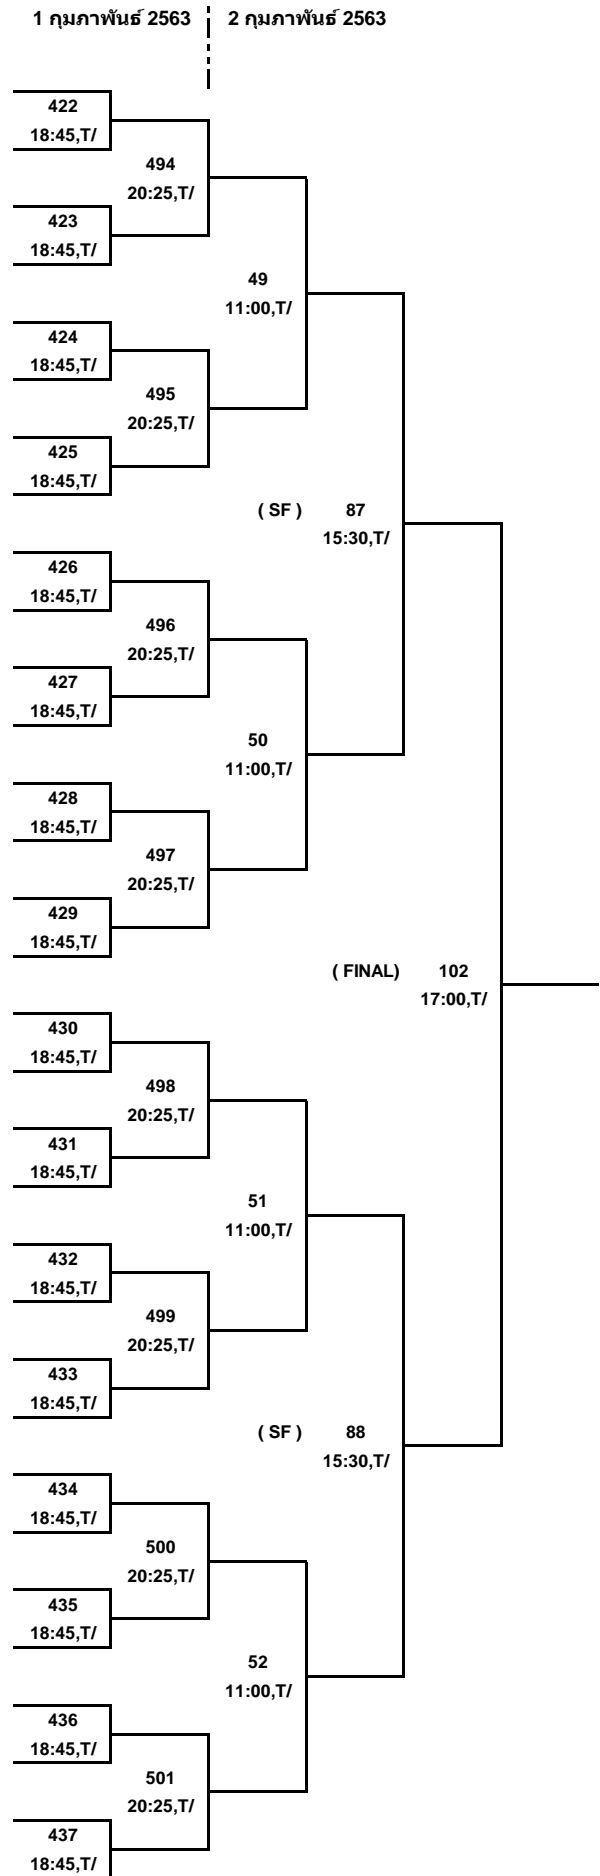 1 กุมภาพันธ์ 2563 2 กุมภาพันธ์ 2563
422
18:45,T/
494
20:25,T/
423
18:45,T/
49
11:00,T/
424
18:45,T/
495
20:25,T/
425
18:45,T/
( SF ) 87
15:30,T/
426
18:45,T/
496
20:25,T/
427
18:45,T/
50
11:00,T/
428
18:45,T/
497
20:25,T/
429
18:45,T/
( FINAL) 102
17:00,T/
430
18:45,T/
498
20:25,T/
431
18:45,T/
51
11:00,T/
432
18:45,T/
499
20:25,T/
433
18:45,T/
( SF ) 88
15:30,T/
434
18:45,T/
500
20:25,T/
435
18:45,T/
52
11:00,T/
436
18:45,T/
501
20:25,T/
437
18:45,T/